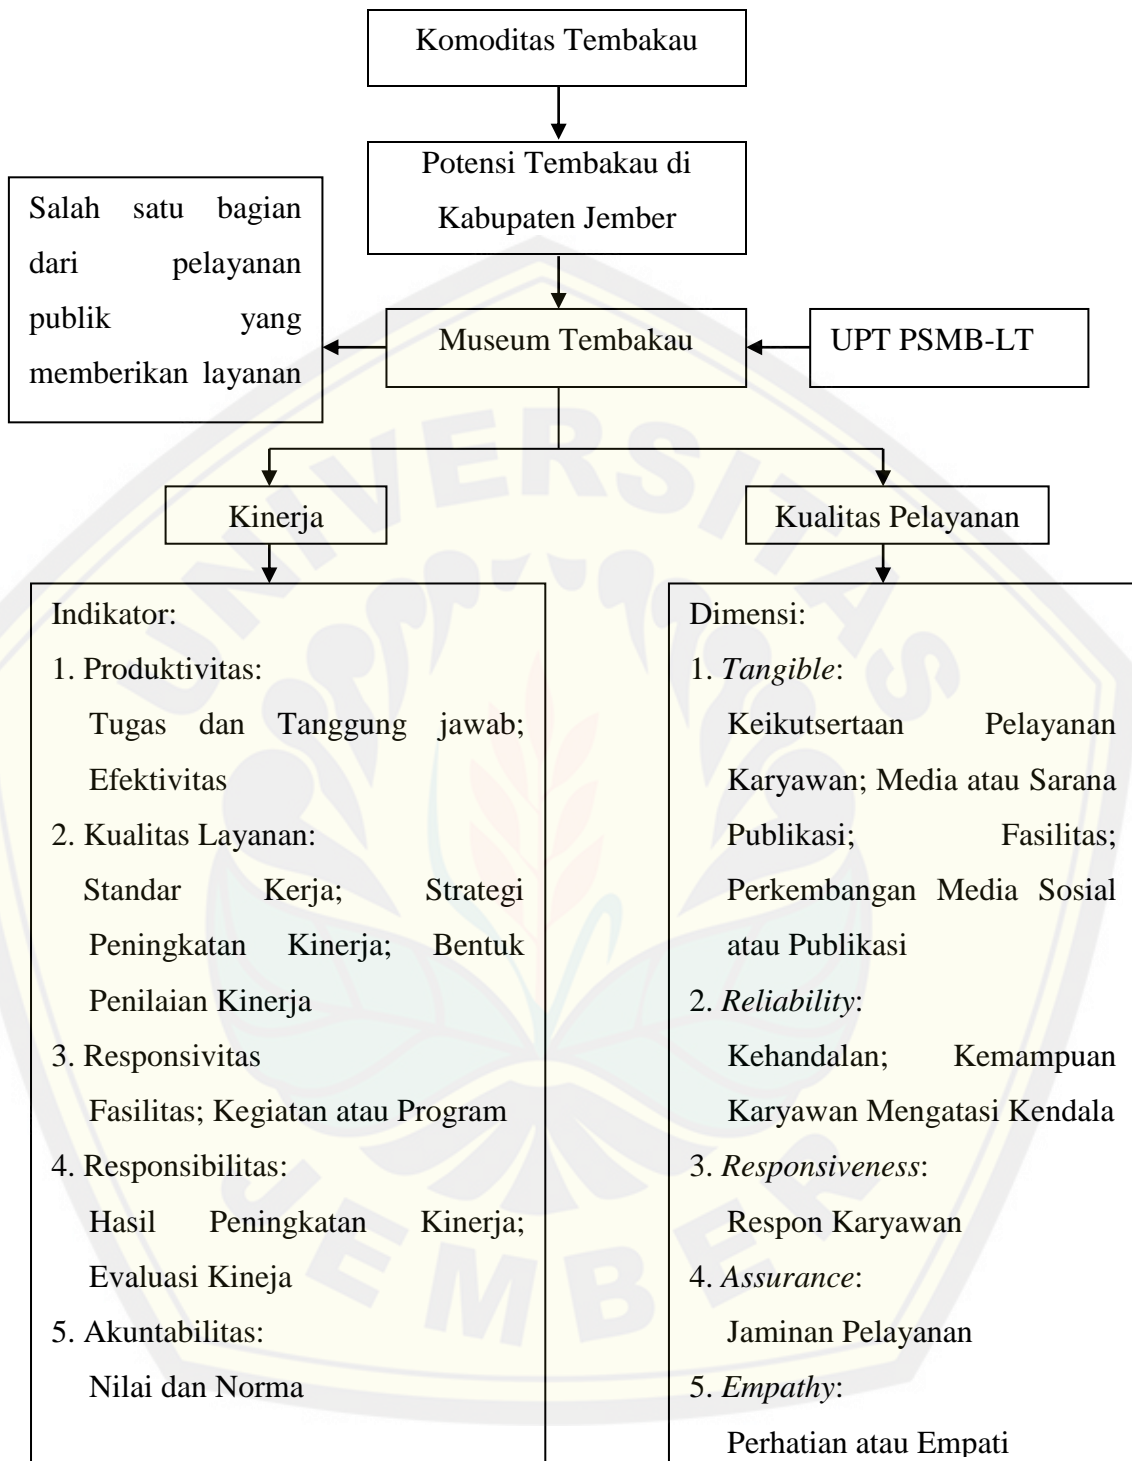 Komoditas Tembakau
Potensi Tembakau di
Kabupaten Jember
Salah satu bagian
dari pelayanan
publik yang
memberikan layanan
Museum Tembakau
UPT PSMB-LT
Kinerja
Kualitas Pelayanan
Indikator:
1. Produktivitas:
Tugas dan Tanggung jawab;
Efektivitas
2. Kualitas Layanan:
Standar Kerja; Strategi
Peningkatan Kinerja; Bentuk
Penilaian Kinerja
3. Responsivitas
Fasilitas; Kegiatan atau Program
4. Responsibilitas:
Hasil Peningkatan Kinerja;
Evaluasi Kineja
5. Akuntabilitas:
Nilai dan Norma
Dimensi:
1. Tangible:
Keikutsertaan Pelayanan
Karyawan; Media atau Sarana
Publikasi; Fasilitas;
Perkembangan Media Sosial
atau Publikasi
2. Reliability:
Kehandalan; Kemampuan
Karyawan Mengatasi Kendala
3. Responsiveness:
Respon Karyawan
4. Assurance:
Jaminan Pelayanan
5. Empathy:
Perhatian atau Empati
UNIVERSITAS
JEMBER